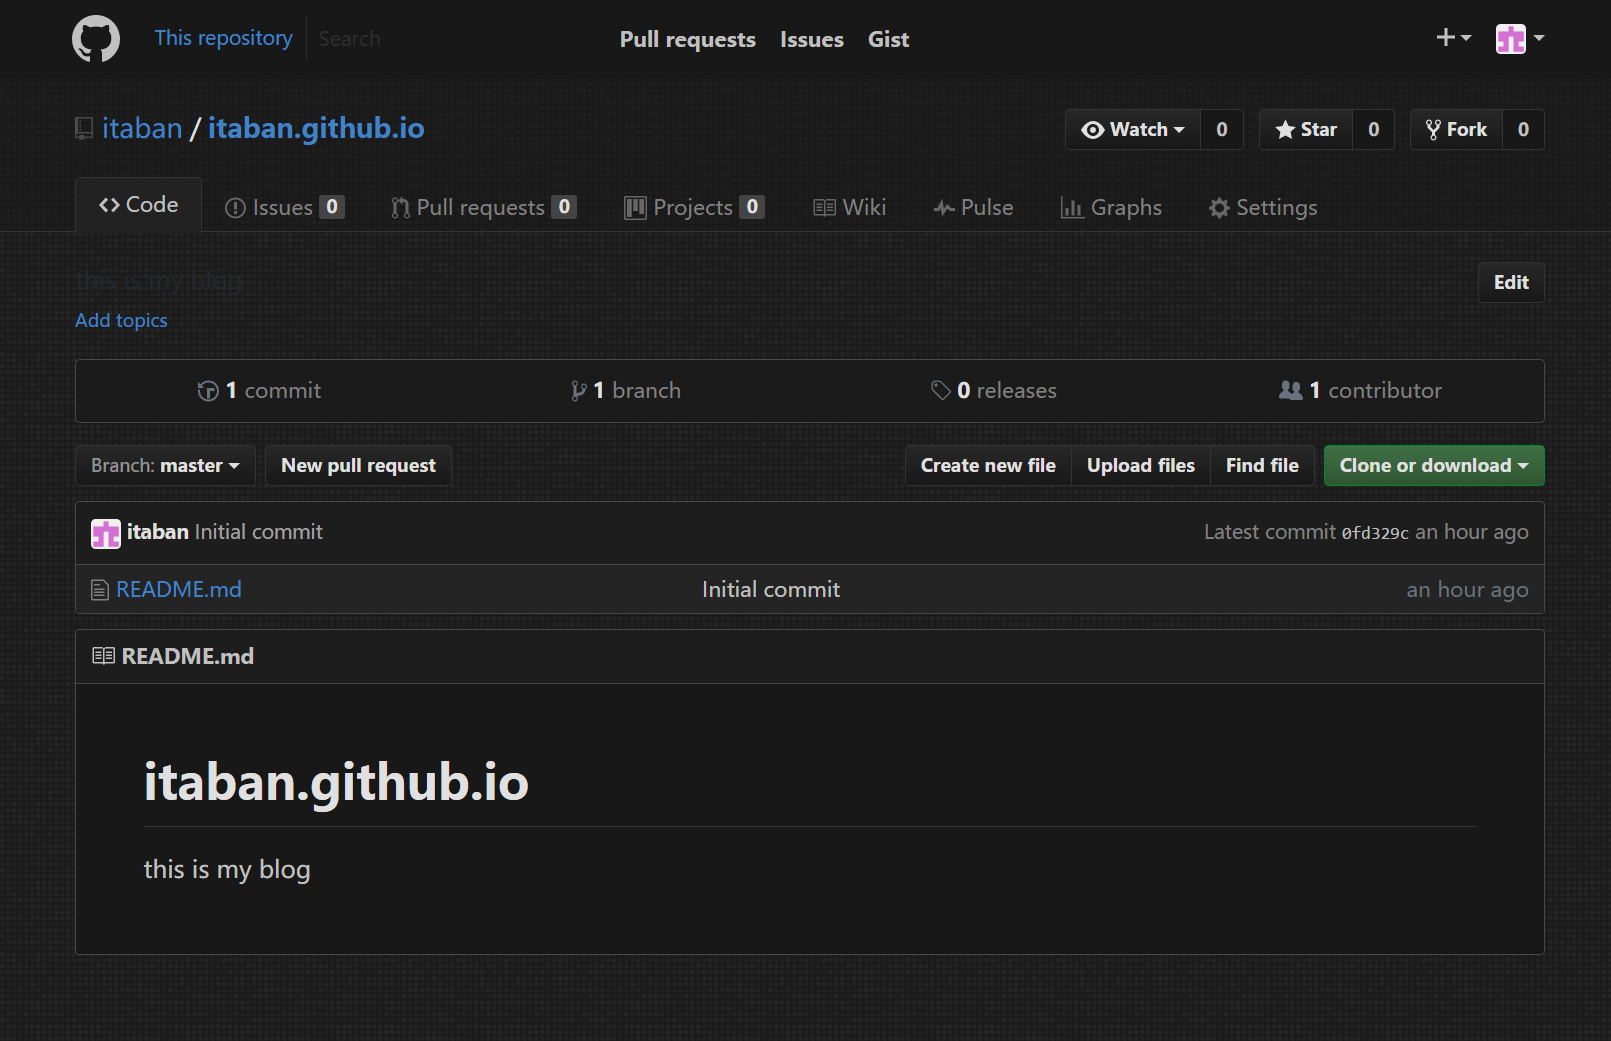 This repository Search Pull requests Issues Gist
itaban / itaban.github.io Watch 0 Star 0 Fork 0
Code Issues 0 Pull requests 0 Projects 0 Wiki Pulse Graphs Settings
this is my blog Edit
Add topics
1 commit 1 branch 0 releases 1 contributor
Branch: master New pull request Create new file Upload files Find file Clone or download
itaban Initial commit Latest commit 0fd329c an hour ago
README.md Initial commit an hour ago
README.md
itaban.github.io
this is my blog